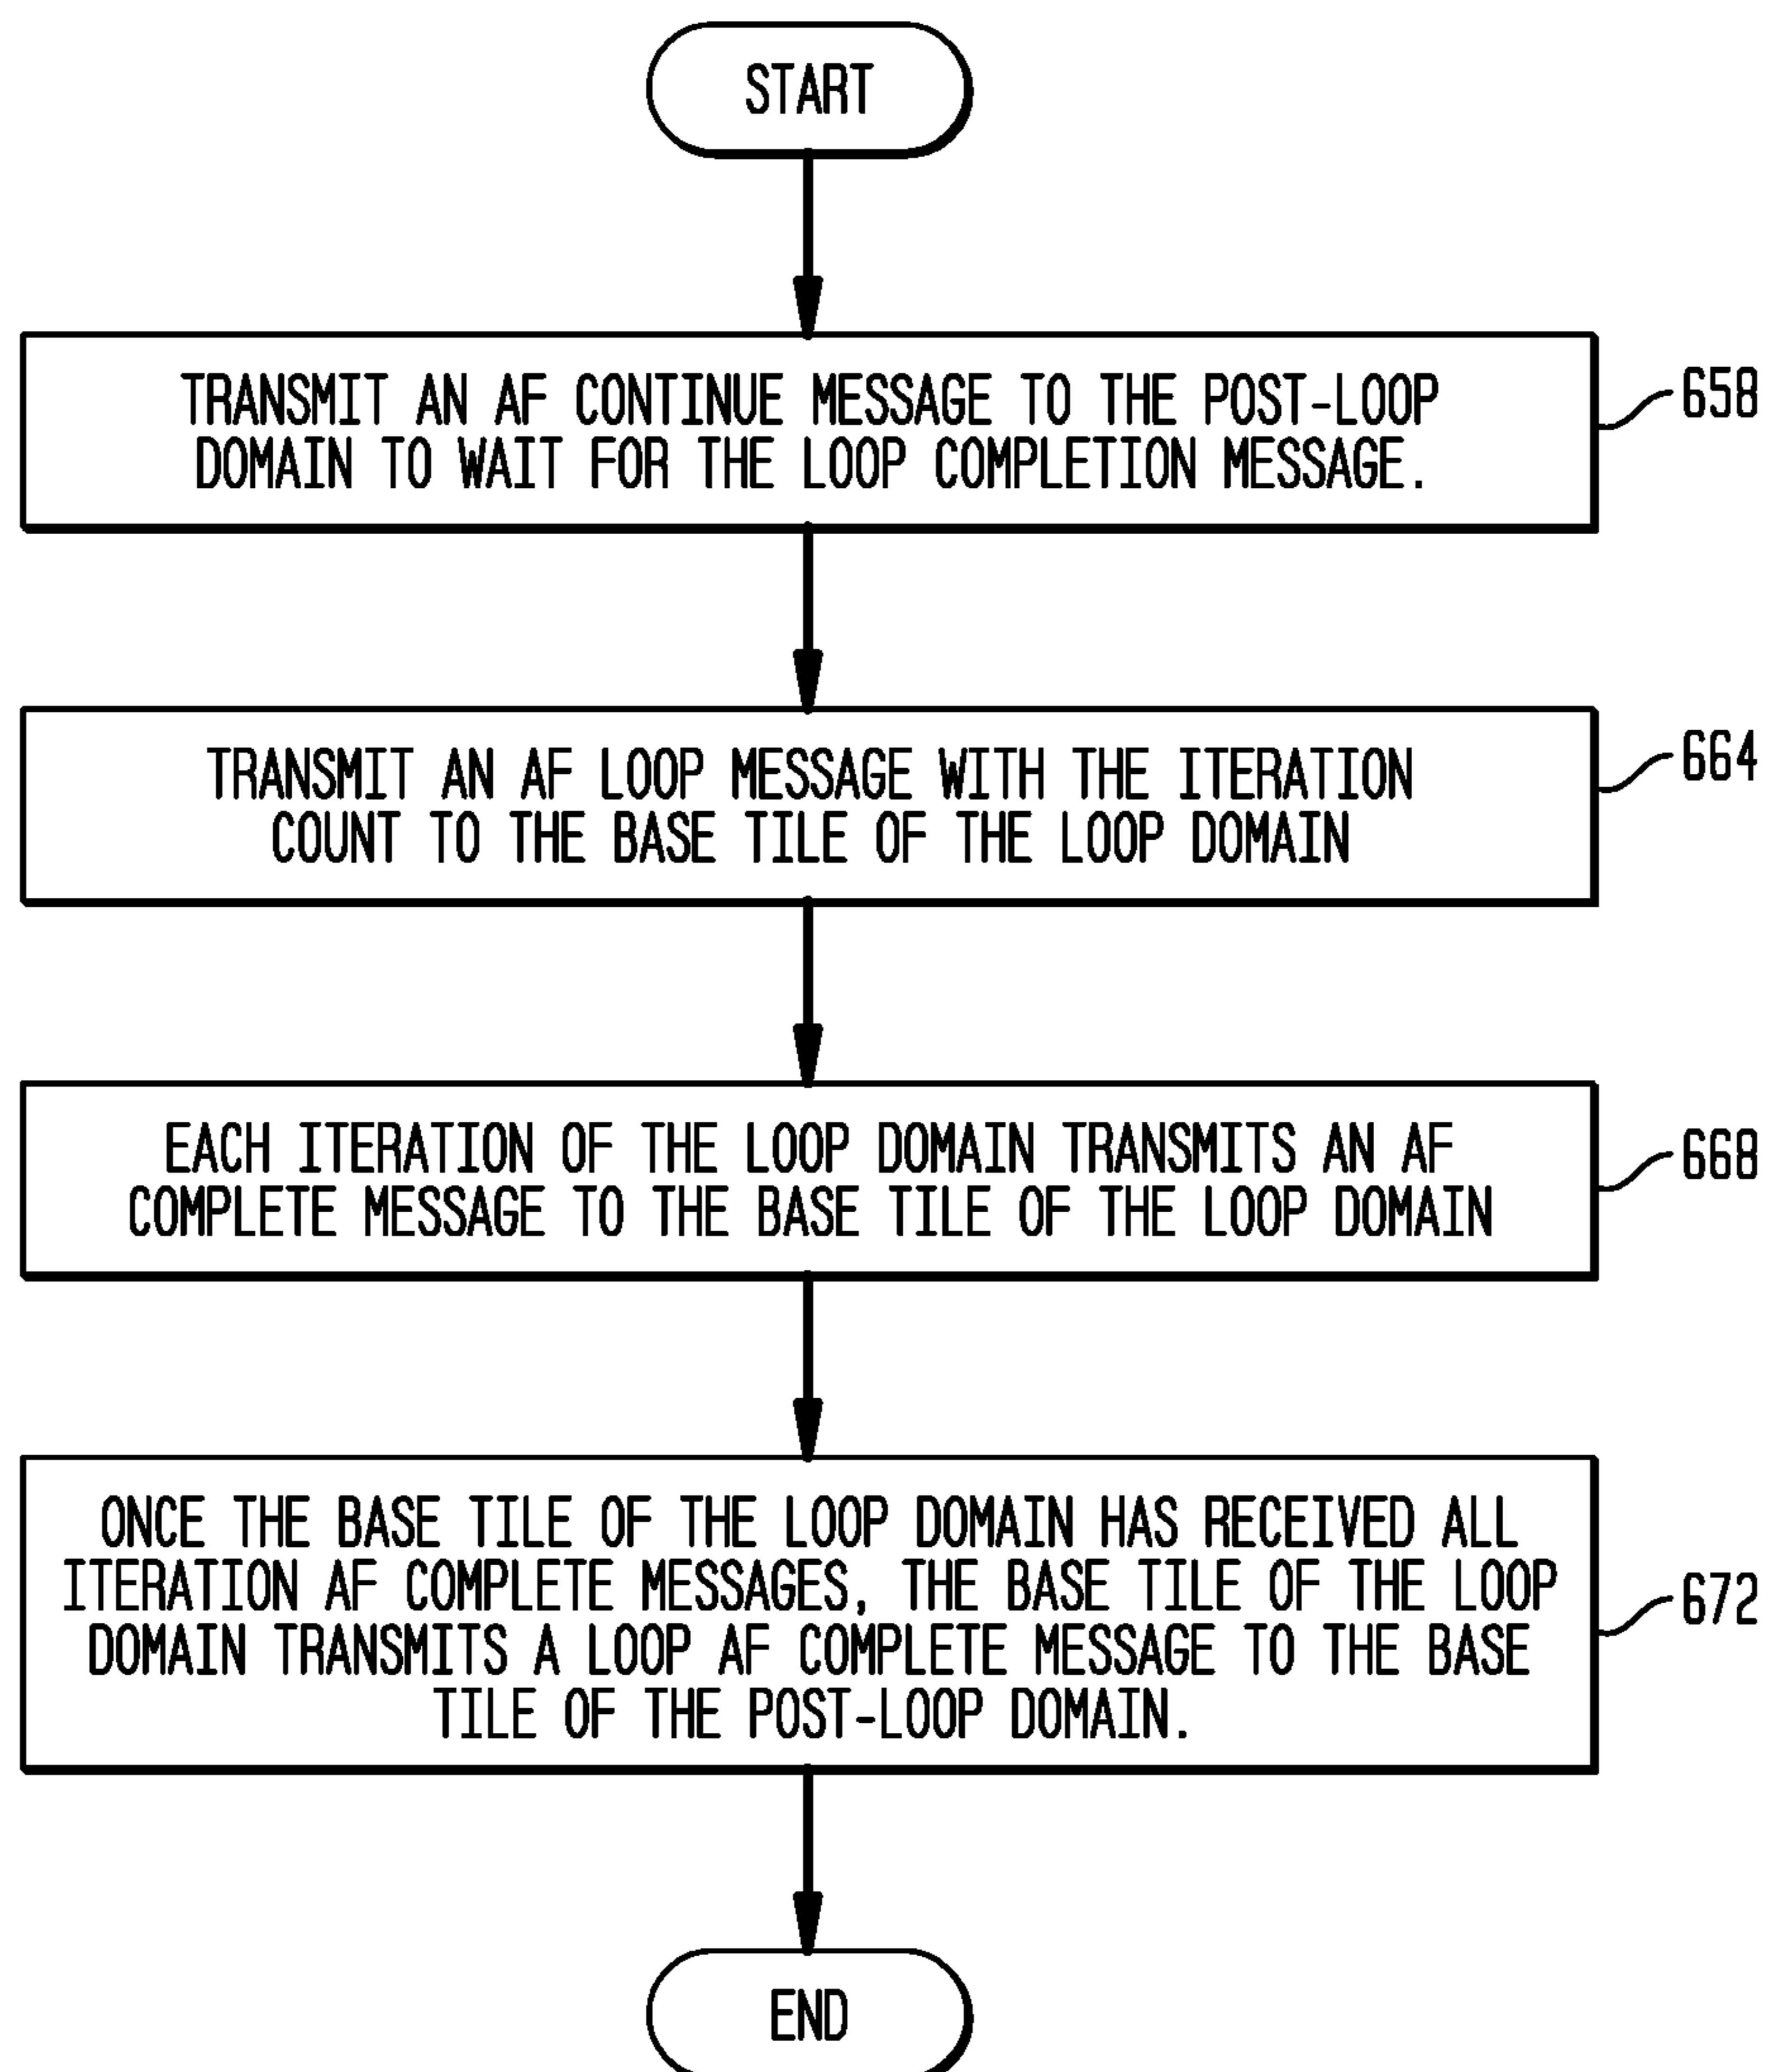 START
TRANSMIT AN AF CONTINUE MESSAGE TO THE POST-LOOP
DOMAIN TO WAIT FOR THE LOOP COMPLETION MESSAGE.
658
TRANSMIT AN AF LOOP MESSAGE WITH THE ITERATION
COUNT TO THE BASE TILE OF THE LOOP DOMAIN
664
EACH ITERATION OF THE LOOP DOMAIN TRANSMITS AN AF
COMPLETE MESSAGE TO THE BASE TILE OF THE LOOP DOMAIN
668
ONCE THE BASE TILE OF THE LOOP DOMAIN HAS RECEIVED ALL
ITERATION AF COMPLETE MESSAGES, THE BASE TILE OF THE LOOP
DOMAIN TRANSMITS A LOOP AF COMPLETE MESSAGE TO THE BASE
TILE OF THE POST-LOOP DOMAIN.
672
END